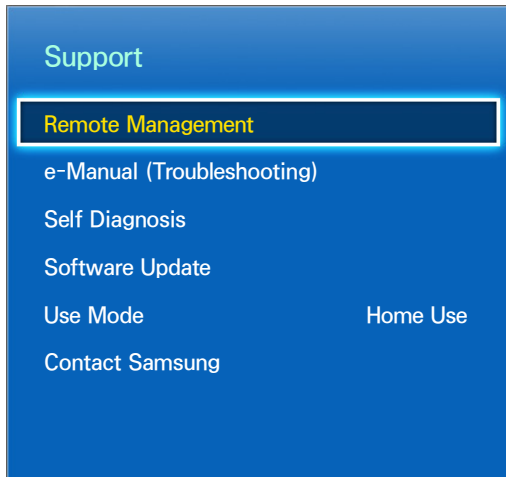 Support
Remote Management
e-Manual (Troubleshooting)
Self Diagnosis
Software Update
Use Mode Home Use
Contact Samsung